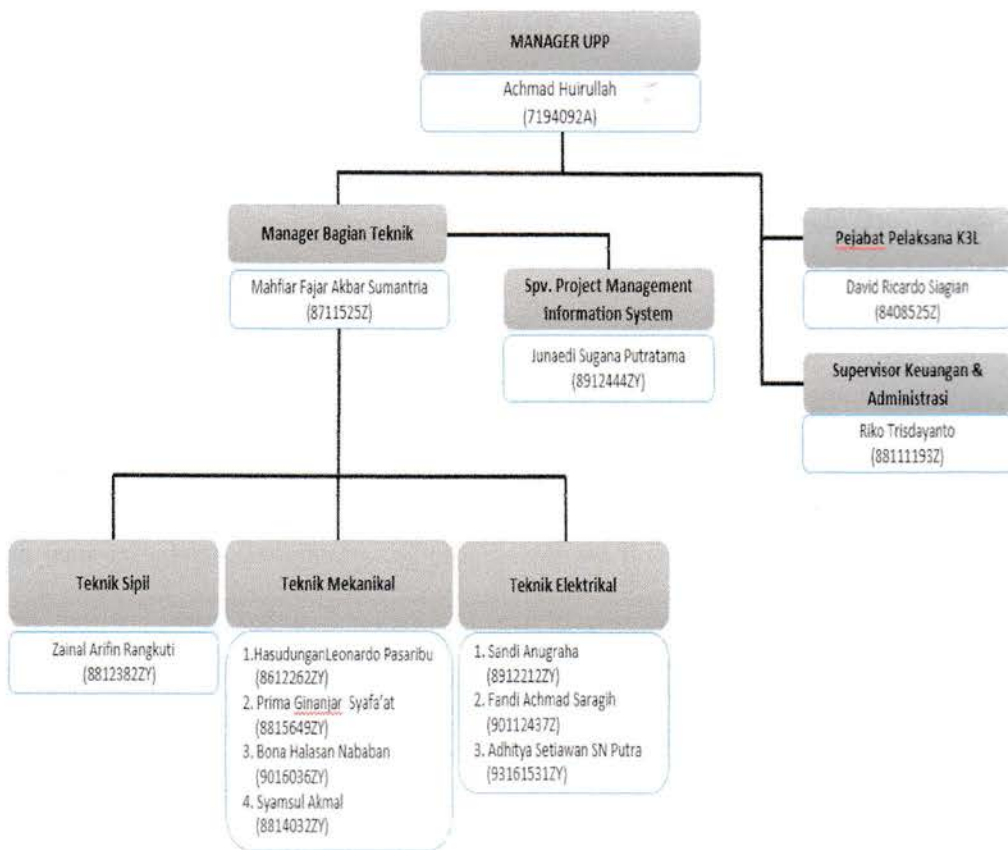 MANAGER UPP
Achmad Huirullah
(7194092A)
Manager Bagian Teknik
Mahfiar Fajar Akbar Sumantria
(8711525Z)
Spv. Project Management
Information System
Junaedi Sugana Putratama
(8912444ZY)
Pejabat Pelaksana K3L
David Ricardo Siagian
(8408525Z)
Supervisor Keuangan &
Administrasi
Riko Trisdayanto
(88111193Z)
Teknik Sipil
Zainal Arifin Rangkuti
(8812382ZY)
Teknik Mekanikal
1.HasudunganLeonardo Pasaribu
(8612262ZY)
2. Prima Ginanjar Syafa'at
(8815649ZY)
3. Bona Halasan Nababan
(9016036ZY)
4. Syamsul Akmal
(8814032ZY)
Teknik Elektrikal
1. Sandi Anugraha
(8912212ZY)
2. Fandi Achmad Saragih
(90112437Z)
3. Adhitya Setiawan SN Putra
(93161531ZY)